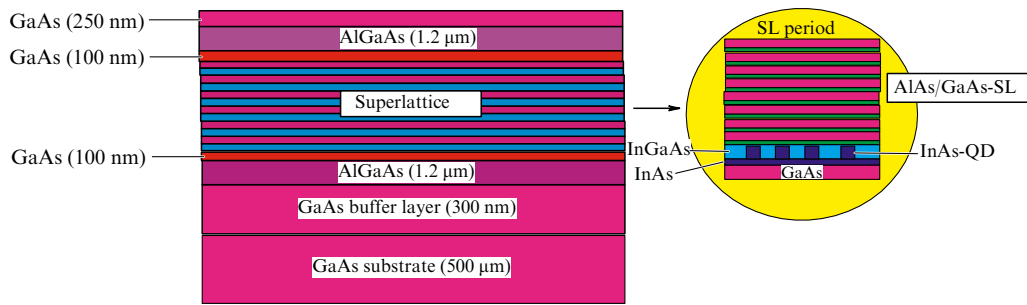 GaAs (250 nm)
AlGaAs (1.2 μm)
GaAs (100 nm)
Superlattice
GaAs (100 nm)
AlGaAs (1.2 μm)
GaAs buffer layer (300 nm)
GaAs substrate (500 μm)
SL period
AlAs/GaAs-SL
InGaAs
InAs-QD
InAs
GaAs